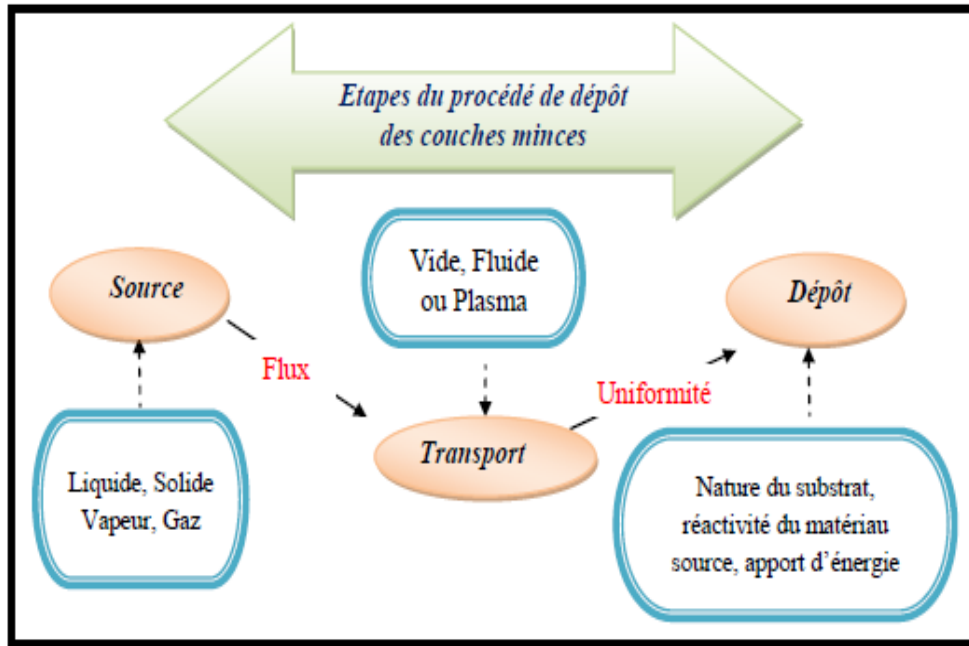 Etapes du procédé de dépôt
des couches minces
Vide, Fluide
ou Plasma
Source
Dépôt
Flux
Uniformité
Transport
Liquide, Solide
Vapeur, Gaz
Nature du substrat,
réactivité du matériau
source, apport d’énergie